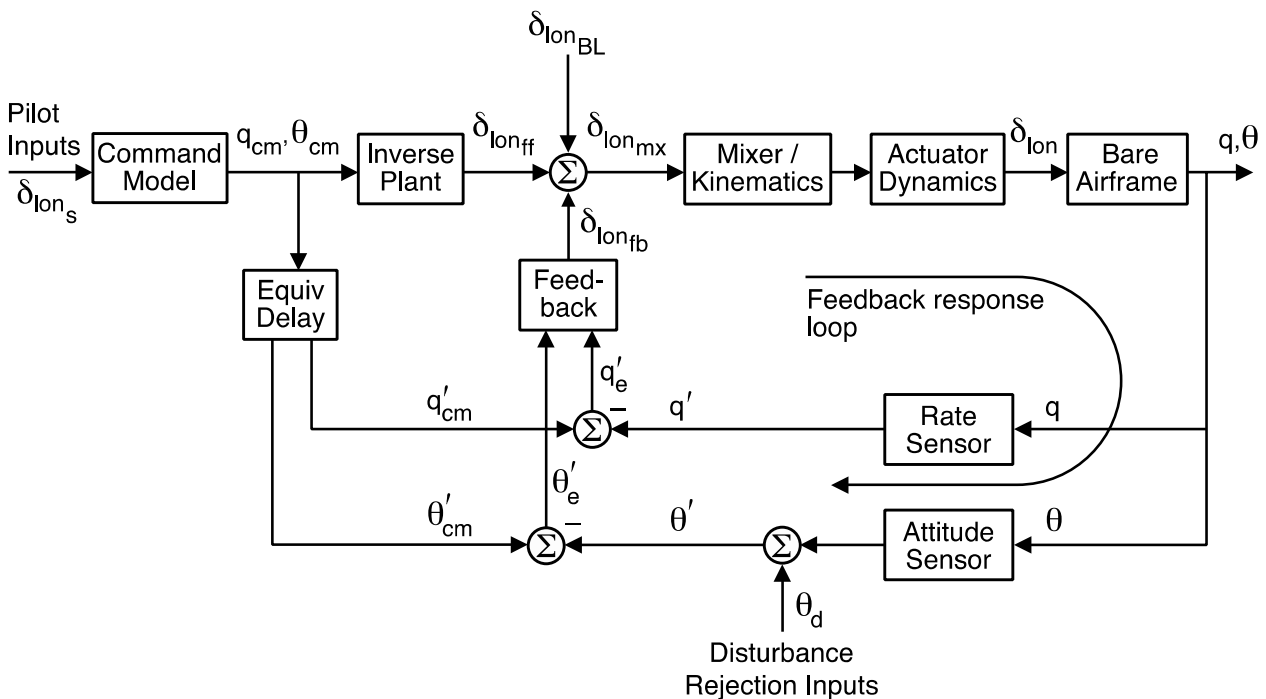 δlonBL
Pilot
Inputs
δlons
Command
Model
qcm,θcm
Inverse
Plant
δlonff
Σ
δlonmx
Mixer /
Kinematics
Actuator
Dynamics
δlon
Bare
Airframe
q,θ
δlonfb
Equiv
Delay
Feed-
back
Feedback response
loop
q′cm
q′e
–
Σ
q′
Rate
Sensor
q
θ′cm
θ′e
–
Σ
θ′
Σ
Attitude
Sensor
θ
θd
Disturbance
Rejection Inputs